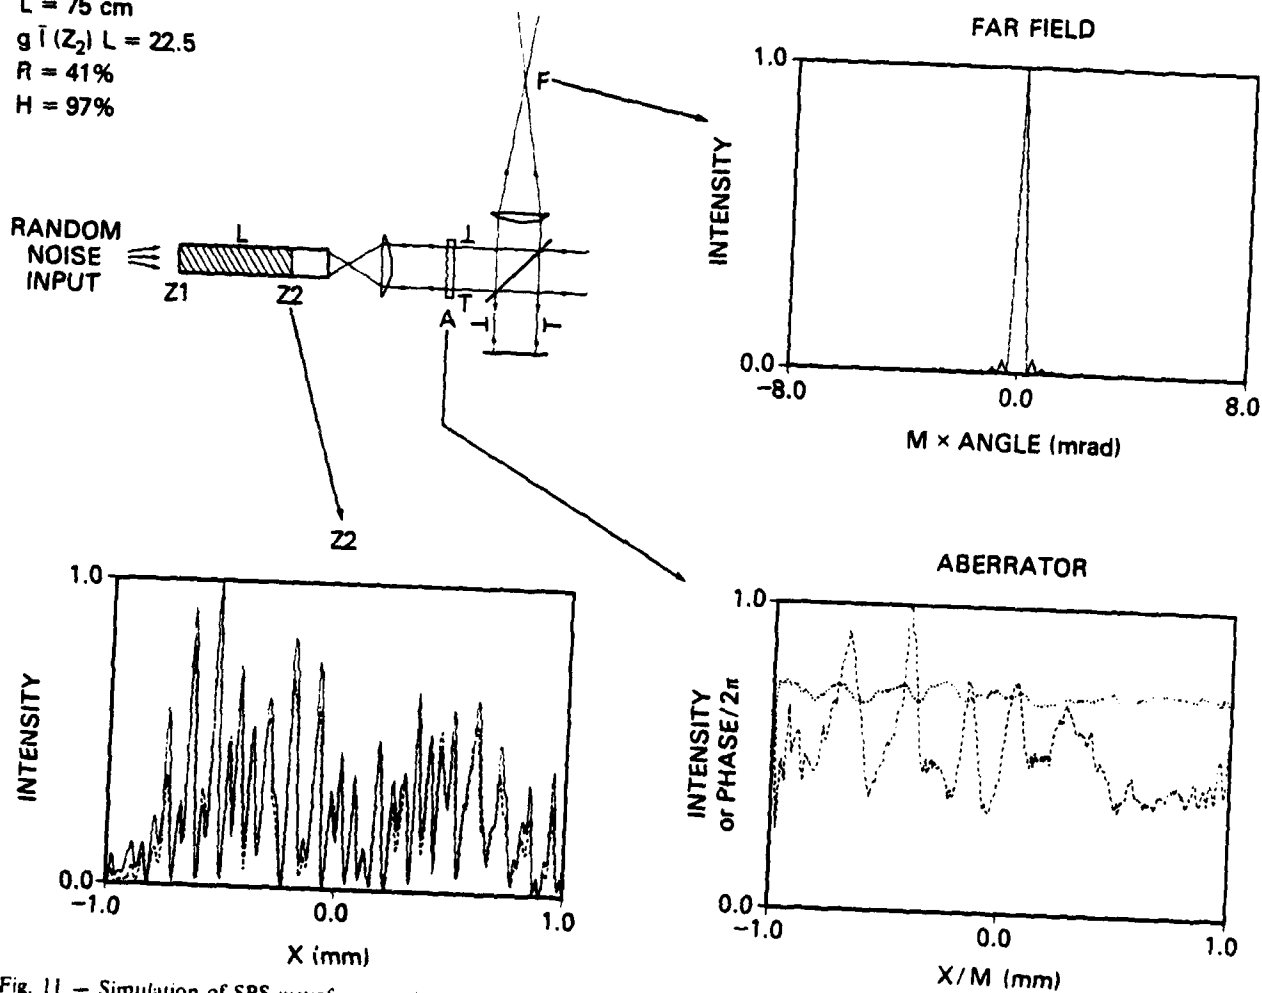 L = 75 cm
g Ī (Z₂) L = 22.5
R = 41%
H = 97%
RANDOM
NOISE
INPUT
L
Z1
Z2
A
F
Z2
FAR FIELD
1.0
INTENSITY
0.0
-8.0
0.0
8.0
M × ANGLE (mrad)
1.0
INTENSITY
0.0
-1.0
0.0
1.0
X (mm)
ABERRATOR
1.0
INTENSITY
or PHASE/2π
0.0
-1.0
0.0
1.0
X/M (mm)
Fig. 11 — Simulation of SRS